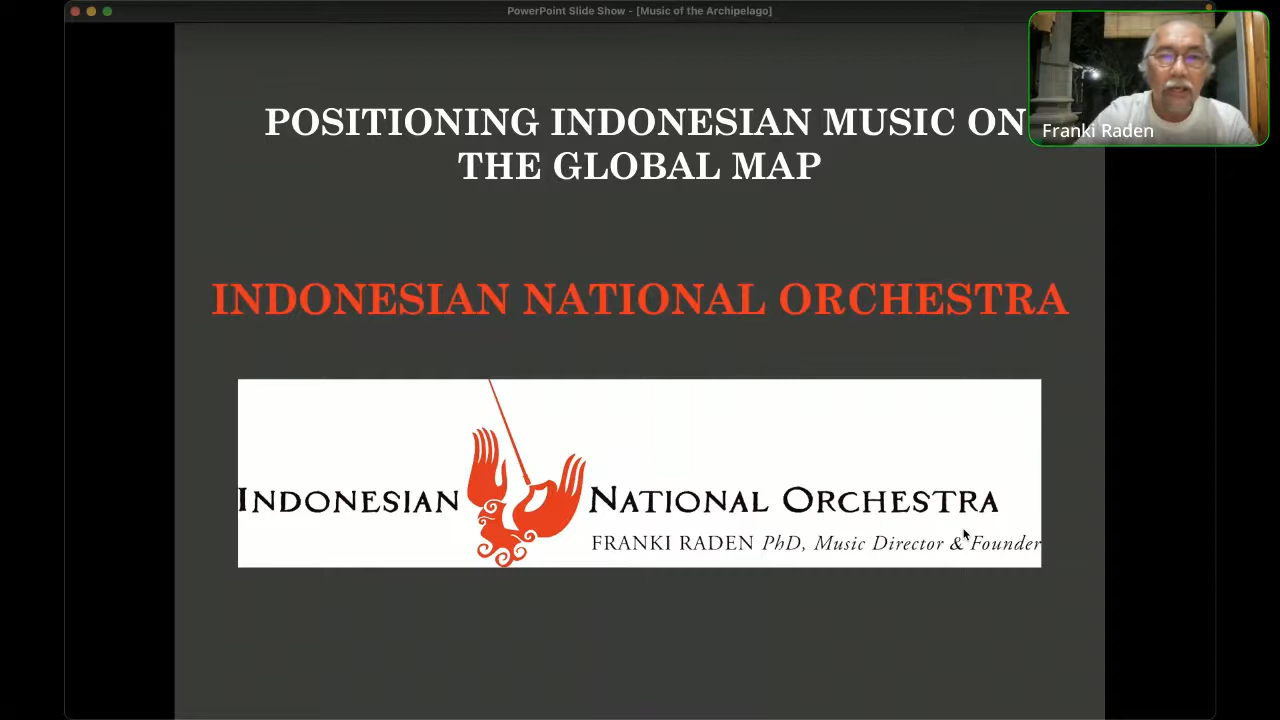 PowerPoint Slide Show - [Music of the Archipelago]
POSITIONING INDONESIAN MUSIC ON
THE GLOBAL MAP
Franki Raden
INDONESIAN NATIONAL ORCHESTRA
INDONESIAN NATIONAL ORCHESTRA
FRANKI RADEN PhD, Music Director & Founder